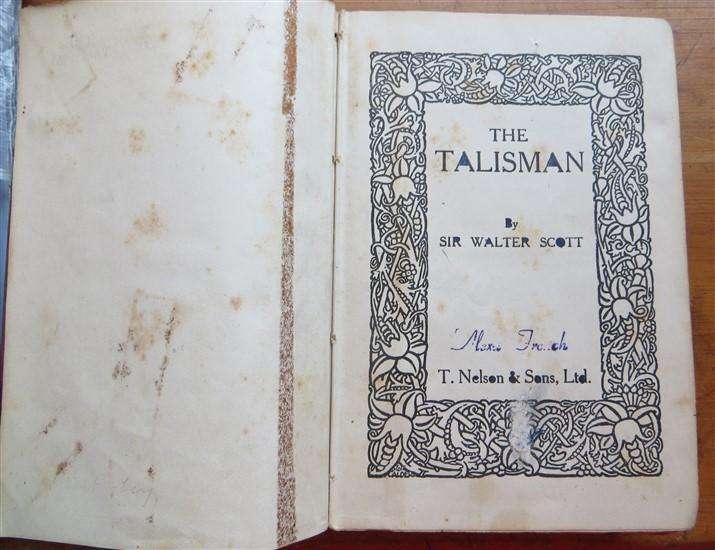 THE
TALISMAN
By
SIR WALTER SCOTT
T. Nelson & Sons, Ltd.